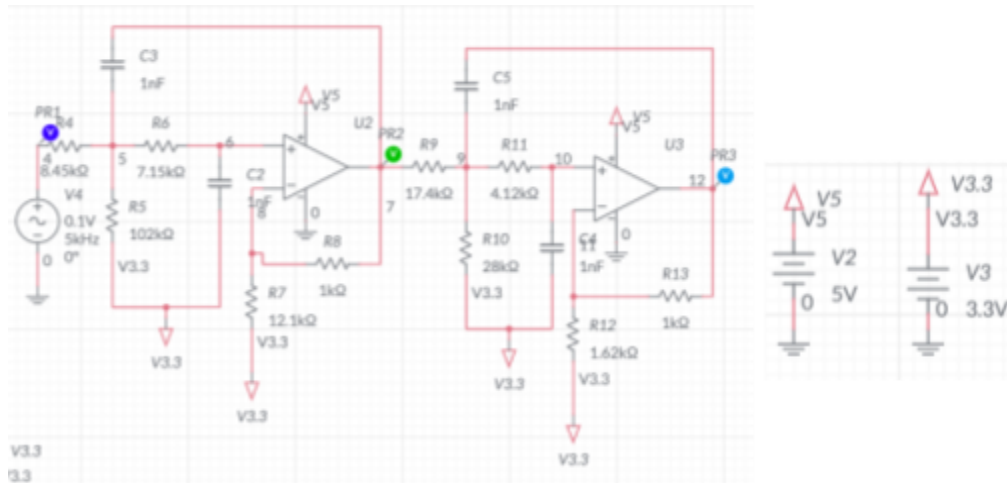 C3
1nF
V5
V5
U2
PR1
R4
4
8.45kΩ
5
R6
7.15kΩ
6
C2
1nF
8
0
PR2
7
V4
0.1V
5kHz
0°
0
R5
102kΩ
V3.3
V3.3
R8
1kΩ
R7
12.1kΩ
V3.3
V3.3
C5
1nF
V5
V5
U3
R9
17.4kΩ
9
R11
4.12kΩ
10
C4
11
1nF
0
12
PR3
R10
28kΩ
V3.3
V3.3
R13
1kΩ
R12
1.62kΩ
V3.3
V3.3
V5
V5
V2
0
5V
V3.3
V3.3
V3
0
3.3V
V3.3